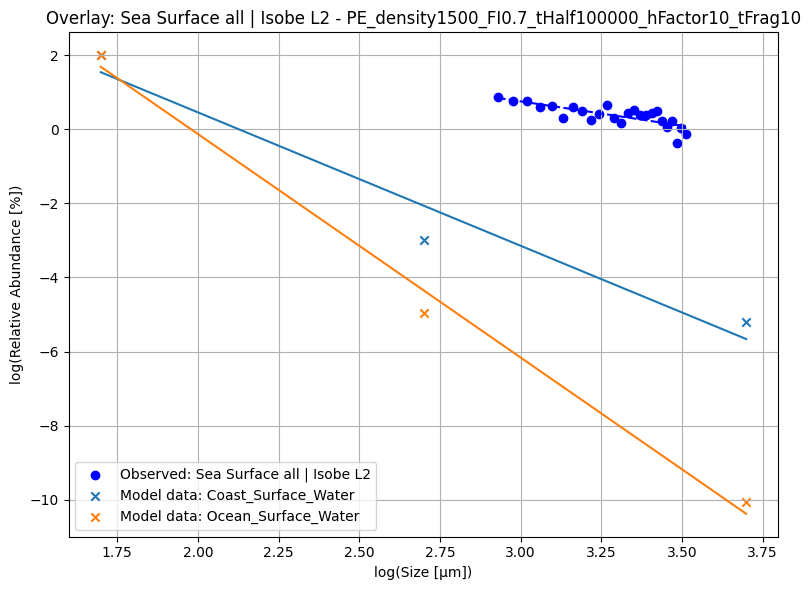 Overlay: Sea Surface all | Isobe L2 - PE_density1500_FI0.7_tHalf100000_hFactor10_tFrag10
log(Relative Abundance [%])
2
0
−2
−4
−6
−8
−10
Observed: Sea Surface all | Isobe L2
Model data: Coast_Surface_Water
Model data: Ocean_Surface_Water
1.75 2.00 2.25 2.50 2.75 3.00 3.25 3.50 3.75
log(Size [µm])